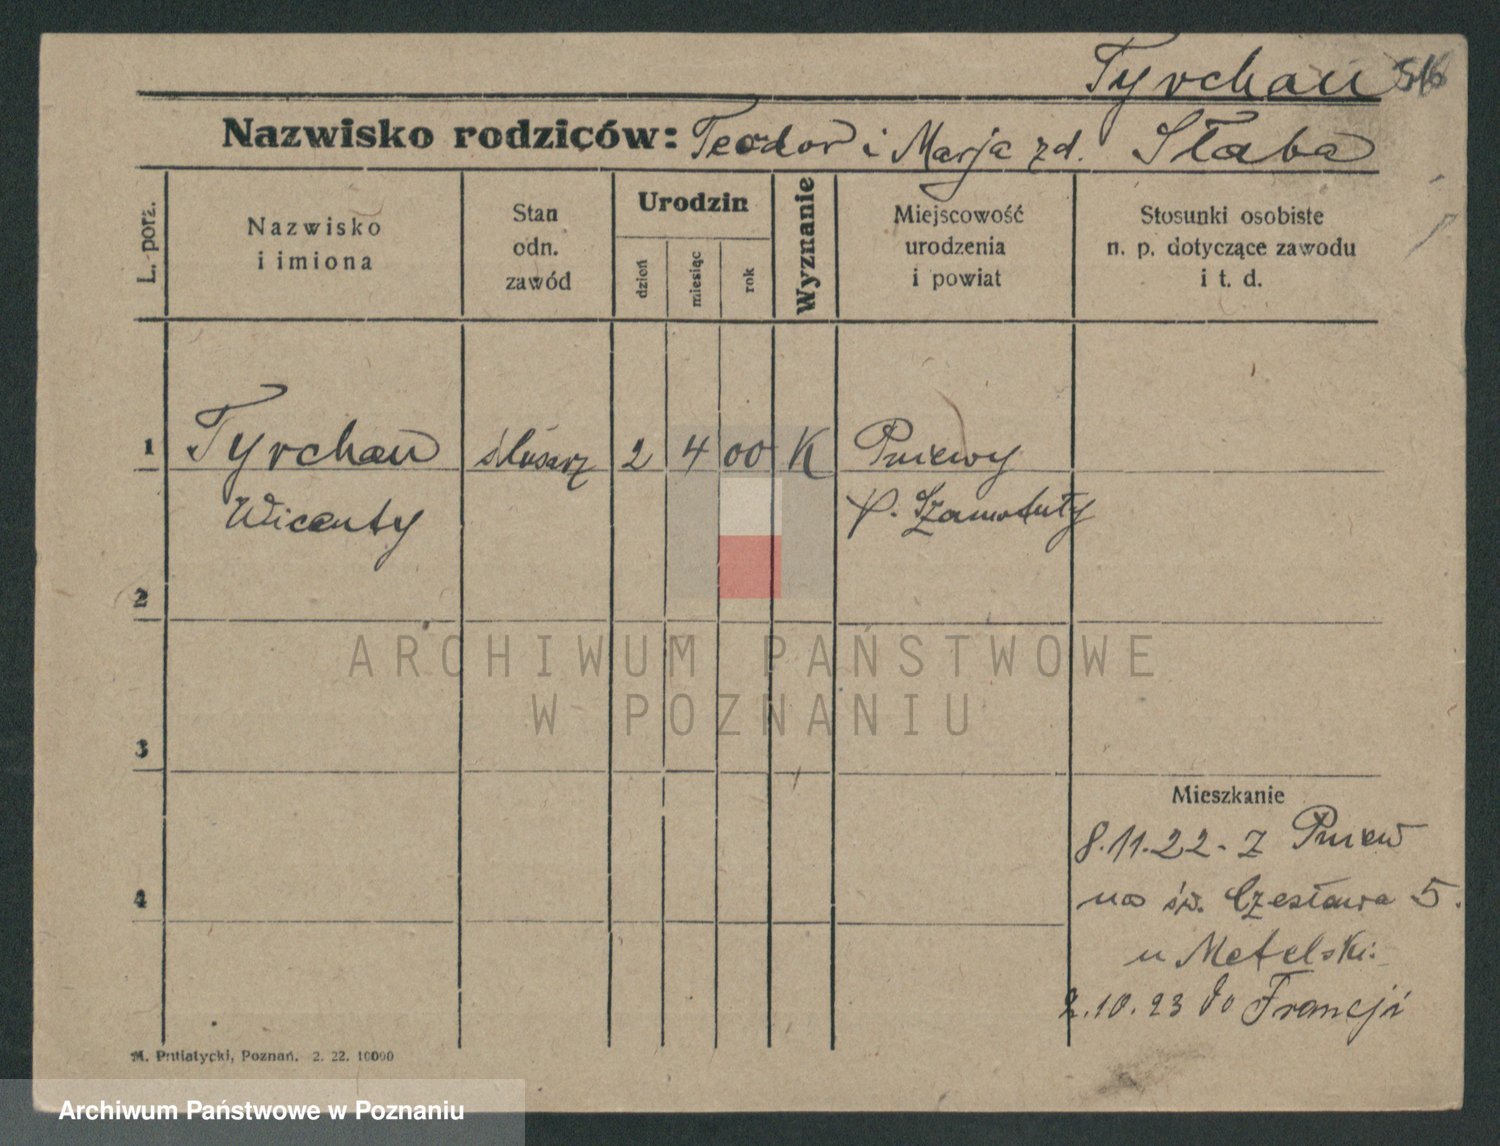 Tyrchan
Nazwisko rodziców: Teodor i Marja zd. Słaba
L. porz.
Nazwisko i imiona
Stan odn. zawód
Urodzin
dzień
miesiąc
rok
Wyznanie
Miejscowość urodzenia i powiat
Stosunki osobiste n. p. dotyczące zawodu i t. d.
1 Tyrchan ślusarz 2 4 00 K Pniewy
Wicenty p. Szamotuły
2
3
Mieszkanie
8.11.22 - z Pniew
4
na św. Czesława 5.
u Metelski.
2.10.23 do Francji
M. Putiatycki, Poznań. 2. 22. 10000
ARCHIWUM PAŃSTWOWE
W POZNANIU
Archiwum Państwowe w Poznaniu